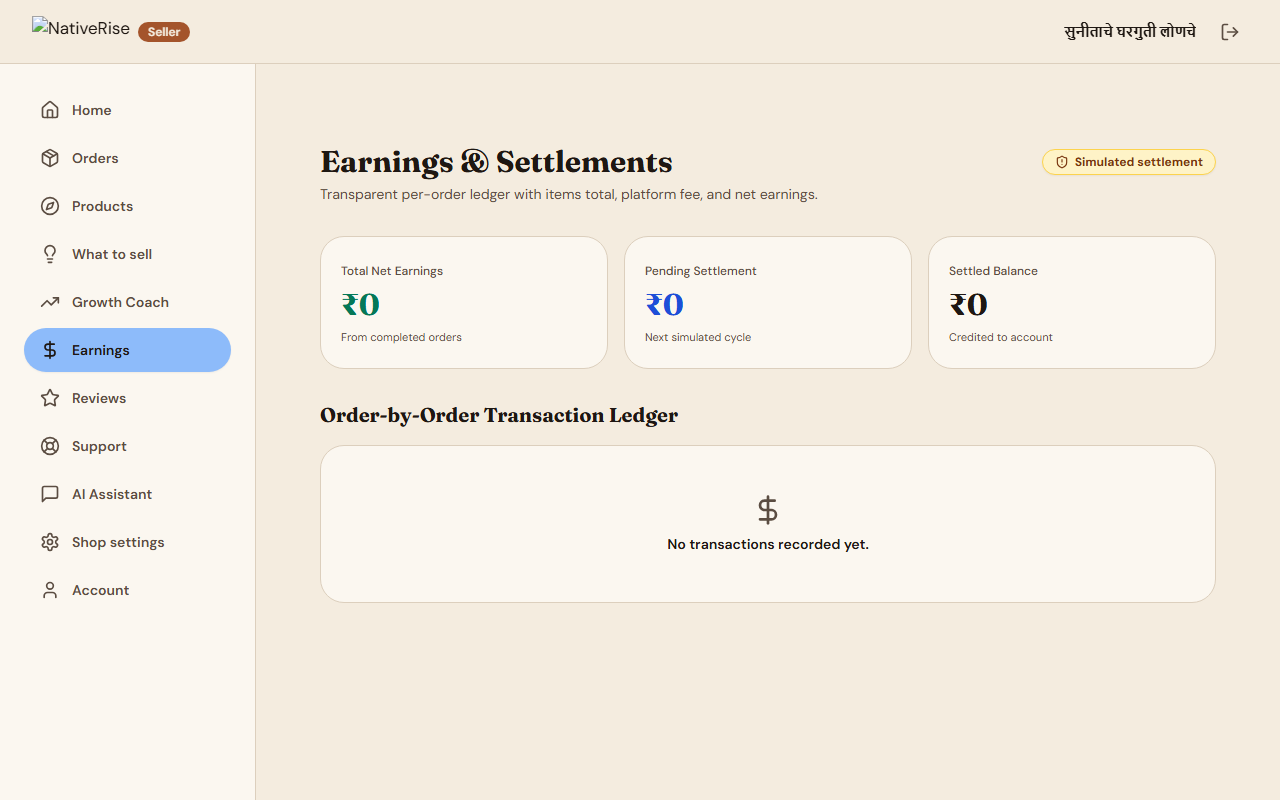 NativeRise
Seller
सुनीताचे घरगुती लोणचे
Home
Orders
Products
What to sell
Growth Coach
Earnings
Reviews
Support
AI Assistant
Shop settings
Account
Earnings & Settlements
Simulated settlement
Transparent per-order ledger with items total, platform fee, and net earnings.
Total Net Earnings
₹0
From completed orders
Pending Settlement
₹0
Next simulated cycle
Settled Balance
₹0
Credited to account
Order-by-Order Transaction Ledger
No transactions recorded yet.